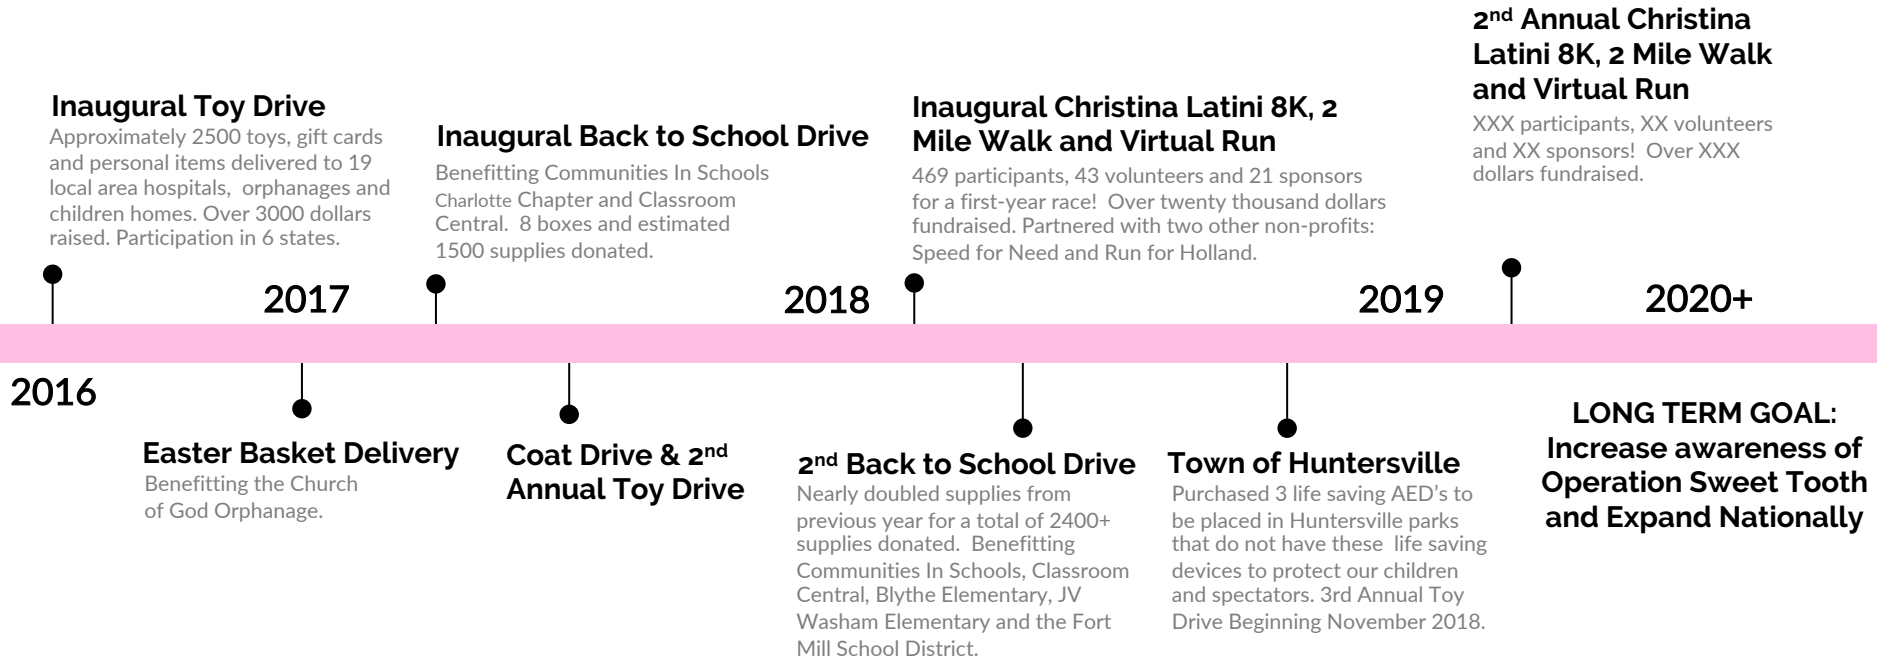 Inaugural Toy Drive
Approximately 2500 toys, gift cards
and personal items delivered to 19
local area hospitals,  orphanages and
children homes. Over 3000 dollars
raised. Participation in 6 states.
Inaugural Back to School Drive
Benefitting Communities In Schools
Charlotte Chapter and Classroom
Central.  8 boxes and estimated
1500 supplies donated.
Inaugural Christina Latini 8K, 2
Mile Walk and Virtual Run
469 participants, 43 volunteers and 21 sponsors
for a first-year race!  Over twenty thousand dollars
fundraised. Partnered with two other non-profits:
Speed for Need and Run for Holland.
2nd Annual Christina
Latini 8K, 2 Mile Walk
and Virtual Run
XXX participants, XX volunteers
and XX sponsors!  Over XXX
dollars fundraised.
2017
2018
2019
2020+
2016
Easter Basket Delivery
Benefitting the Church
of God Orphanage.
Coat Drive & 2nd
Annual Toy Drive
2nd Back to School Drive
Nearly doubled supplies from
previous year for a total of 2400+
supplies donated.  Benefitting
Communities In Schools, Classroom
Central, Blythe Elementary, JV
Washam Elementary and the Fort
Mill School District.
Town of Huntersville
Purchased 3 life saving AED’s to
be placed in Huntersville parks
that do not have these  life saving
devices to protect our children
and spectators. 3rd Annual Toy
Drive Beginning November 2018.
LONG TERM GOAL:
Increase awareness of
Operation Sweet Tooth
and Expand Nationally